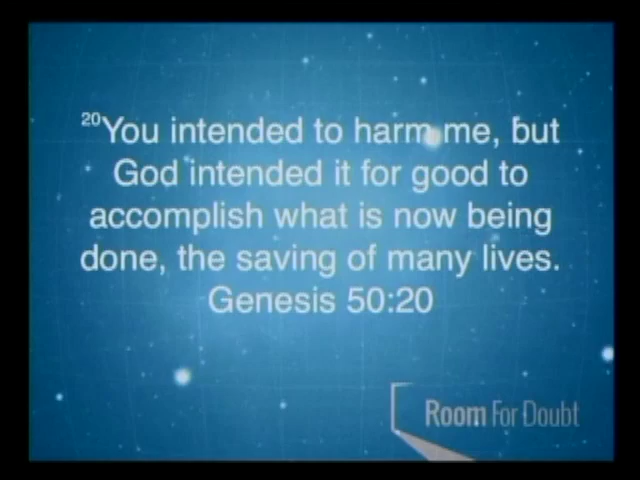 ²⁰You intended to harm me, but
God intended it for good to
accomplish what is now being
done, the saving of many lives.
Genesis 50:20
Room For Doubt